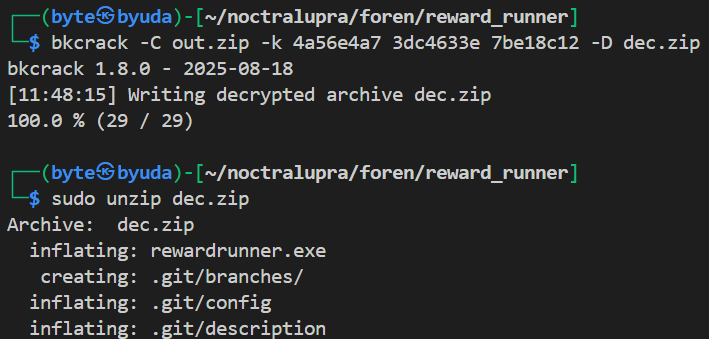 ┌──(byte㉿byuda)-[~/noctralupra/foren/reward_runner]
└─$ bkcrack -C out.zip -k 4a56e4a7 3dc4633e 7be18c12 -D dec.zip
bkcrack 1.8.0 - 2025-08-18
[11:48:15] Writing decrypted archive dec.zip
100.0 % (29 / 29)
┌──(byte㉿byuda)-[~/noctralupra/foren/reward_runner]
└─$ sudo unzip dec.zip
Archive:  dec.zip
  inflating: rewardrunner.exe
   creating: .git/branches/
  inflating: .git/config
  inflating: .git/description